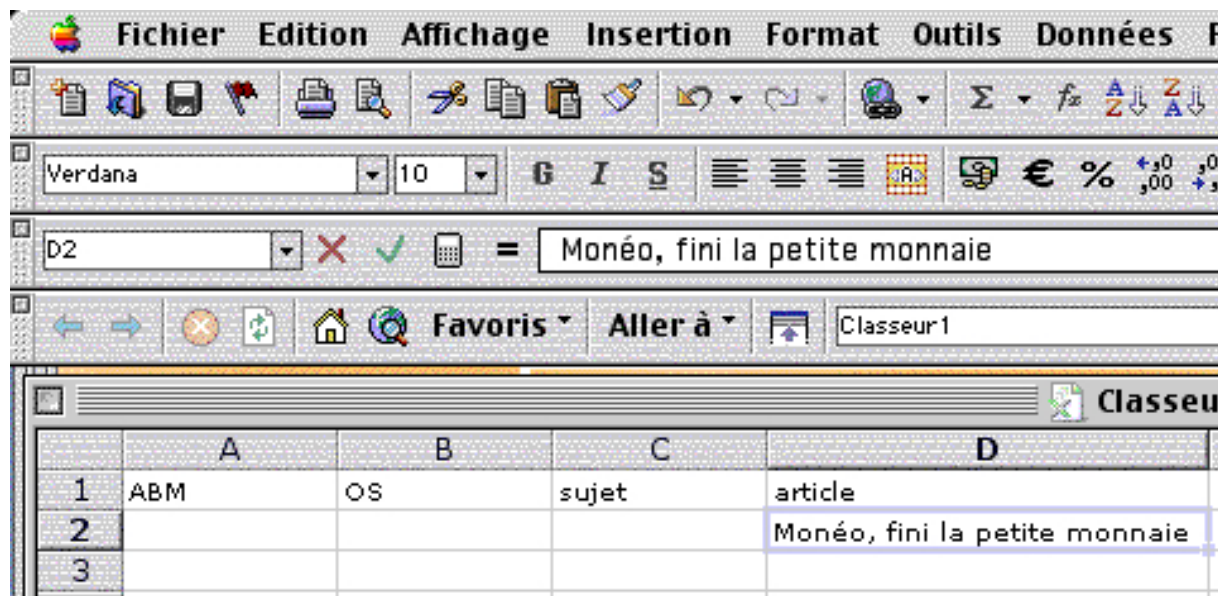 Fichier Edition Affichage Insertion Format Outils Données F
Verdana 10 G I S € % ,00
D2 = Monéo, fini la petite monnaie
Favoris Aller à Classeur1
Classeu
A B C D
1 ABM OS sujet article
2 Monéo, fini la petite monnaie
3